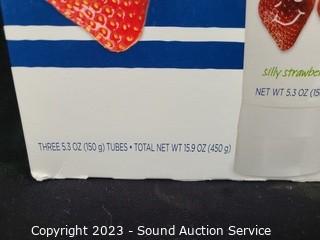 silly strawbe
NET WT 5.3 OZ (15
THREE 5.3 OZ (150 g) TUBES • TOTAL NET WT 15.9 OZ (450 g)
Copyright 2023 - Sound Auction Service